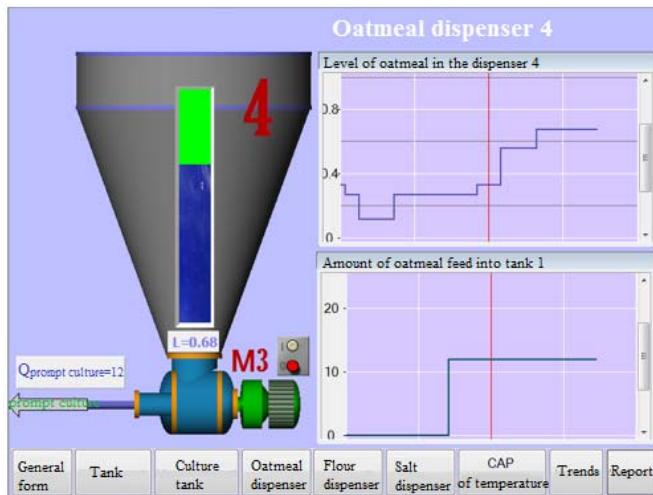 Oatmeal dispenser 4
Level of oatmeal in the dispenser 4
4
0.8
0.4
0
L=0.68
Amount of oatmeal feed into tank 1
20
10
0
M3
I
Qprompt culture=12
prompt culture
General form
Tank
Culture tank
Oatmeal dispenser
Flour dispenser
Salt dispenser
CAP of temperature
Trends
Report